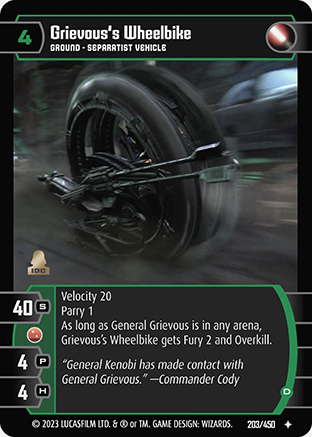 4
Grievous's Wheelbike
GROUND - SEPARATIST VEHICLE
IDC
40 S
Velocity 20
Parry 1
As long as General Grievous is in any arena,
Grievous's Wheelbike gets Fury 2 and Overkill.
4 P
4 H
"General Kenobi has made contact with
General Grievous." —Commander Cody
D
© 2023 LUCASFILM LTD. & ® or TM. GAME DESIGN: WIZARDS.
203/450